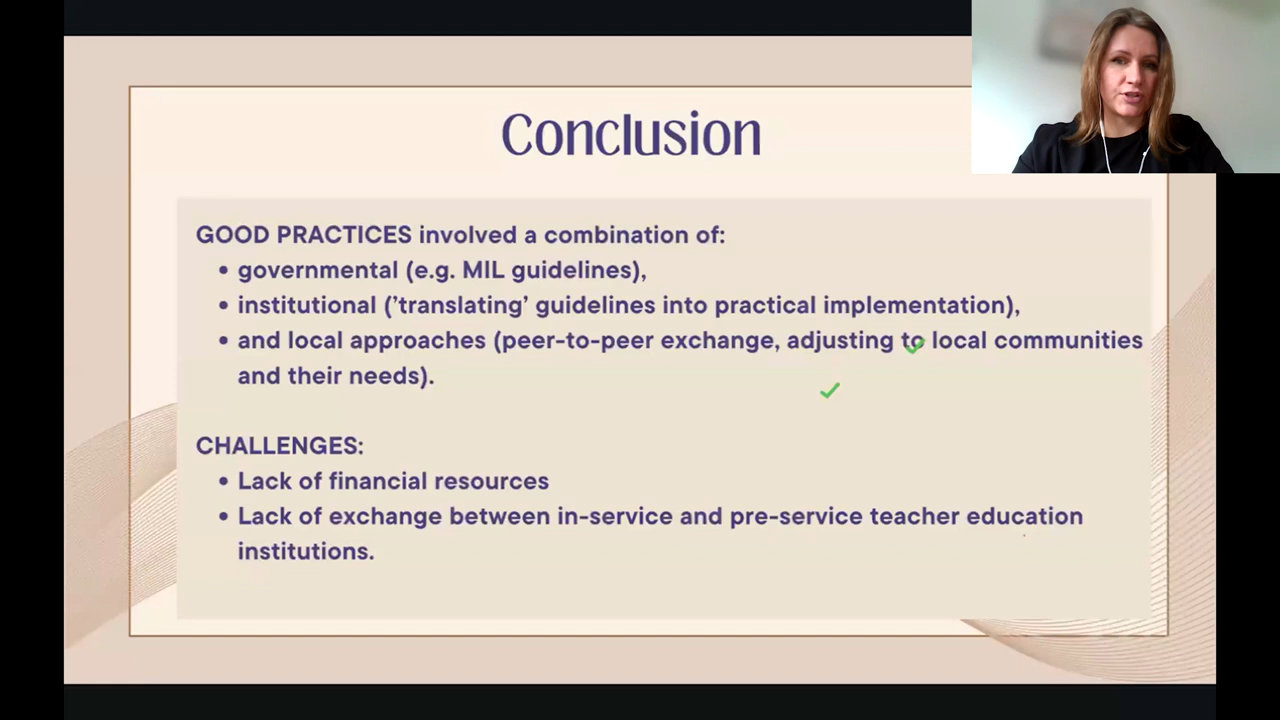 Conclusion
GOOD PRACTICES involved a combination of:
• governmental (e.g. MIL guidelines),
• institutional (’translating’ guidelines into practical implementation),
• and local approaches (peer-to-peer exchange, adjusting to local communities
and their needs).
CHALLENGES:
• Lack of financial resources
• Lack of exchange between in-service and pre-service teacher education
institutions.